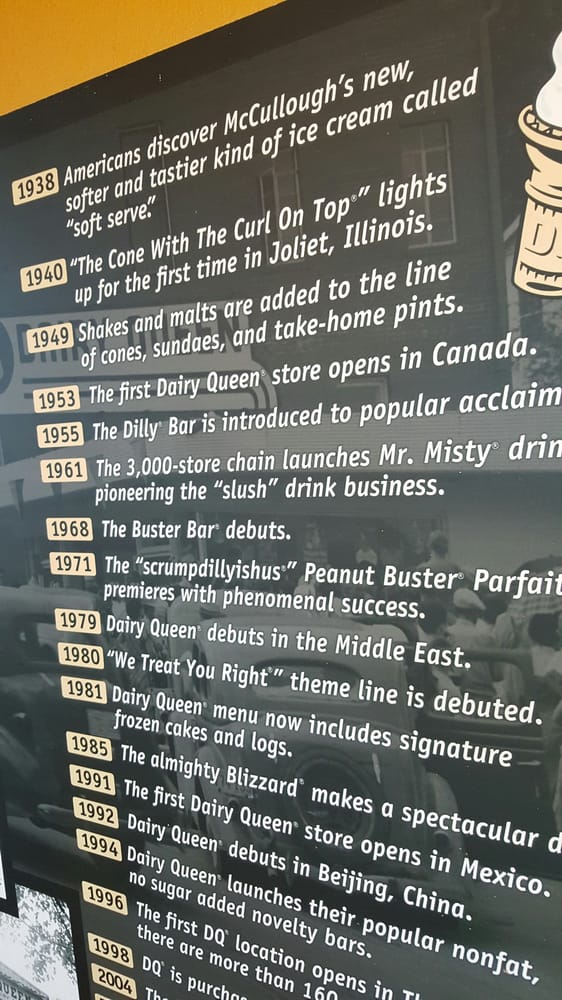 1938 Americans discover McCullough's new,
softer and tastier kind of ice cream called
"soft serve."
1940 "The Cone With The Curl On Top®" lights
up for the first time in Joliet, Illinois.
1949 Shakes and malts are added to the line
of cones, sundaes, and take-home pints.
1953 The first Dairy Queen® store opens in Canada.
1955 The Dilly® Bar is introduced to popular acclaim
1961 The 3,000-store chain launches Mr. Misty® drin
pioneering the "slush" drink business.
1968 The Buster Bar® debuts.
1971 The "scrumpdillyishus®" Peanut Buster® Parfait
premieres with phenomenal success.
1979 Dairy Queen® debuts in the Middle East.
1980 "We Treat You Right®" theme line is debuted.
1981 Dairy Queen® menu now includes signature
frozen cakes and logs.
1985 The almighty Blizzard® makes a spectacular d
1991 The first Dairy Queen® store opens in Mexico.
1992 Dairy Queen® debuts in Beijing, China.
1994 Dairy Queen® launches their popular nonfat,
no sugar added novelty bars.
1996 The first DQ® location opens in Th
there are more than 160
1998 DQ® is purcha
2004 The
DAIRY QUEEN